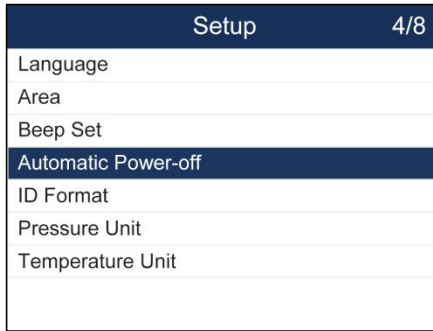 Setup 4/8
Language
Area
Beep Set
Automatic Power-off
ID Format
Pressure Unit
Temperature Unit